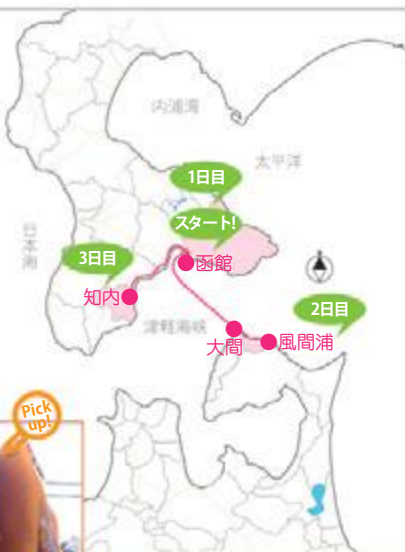 内浦湾
太平洋
1日目
スタート!
日本海
3日目
函館
知内
2日目
津軽海峡
大間
風間浦
Pick
up!